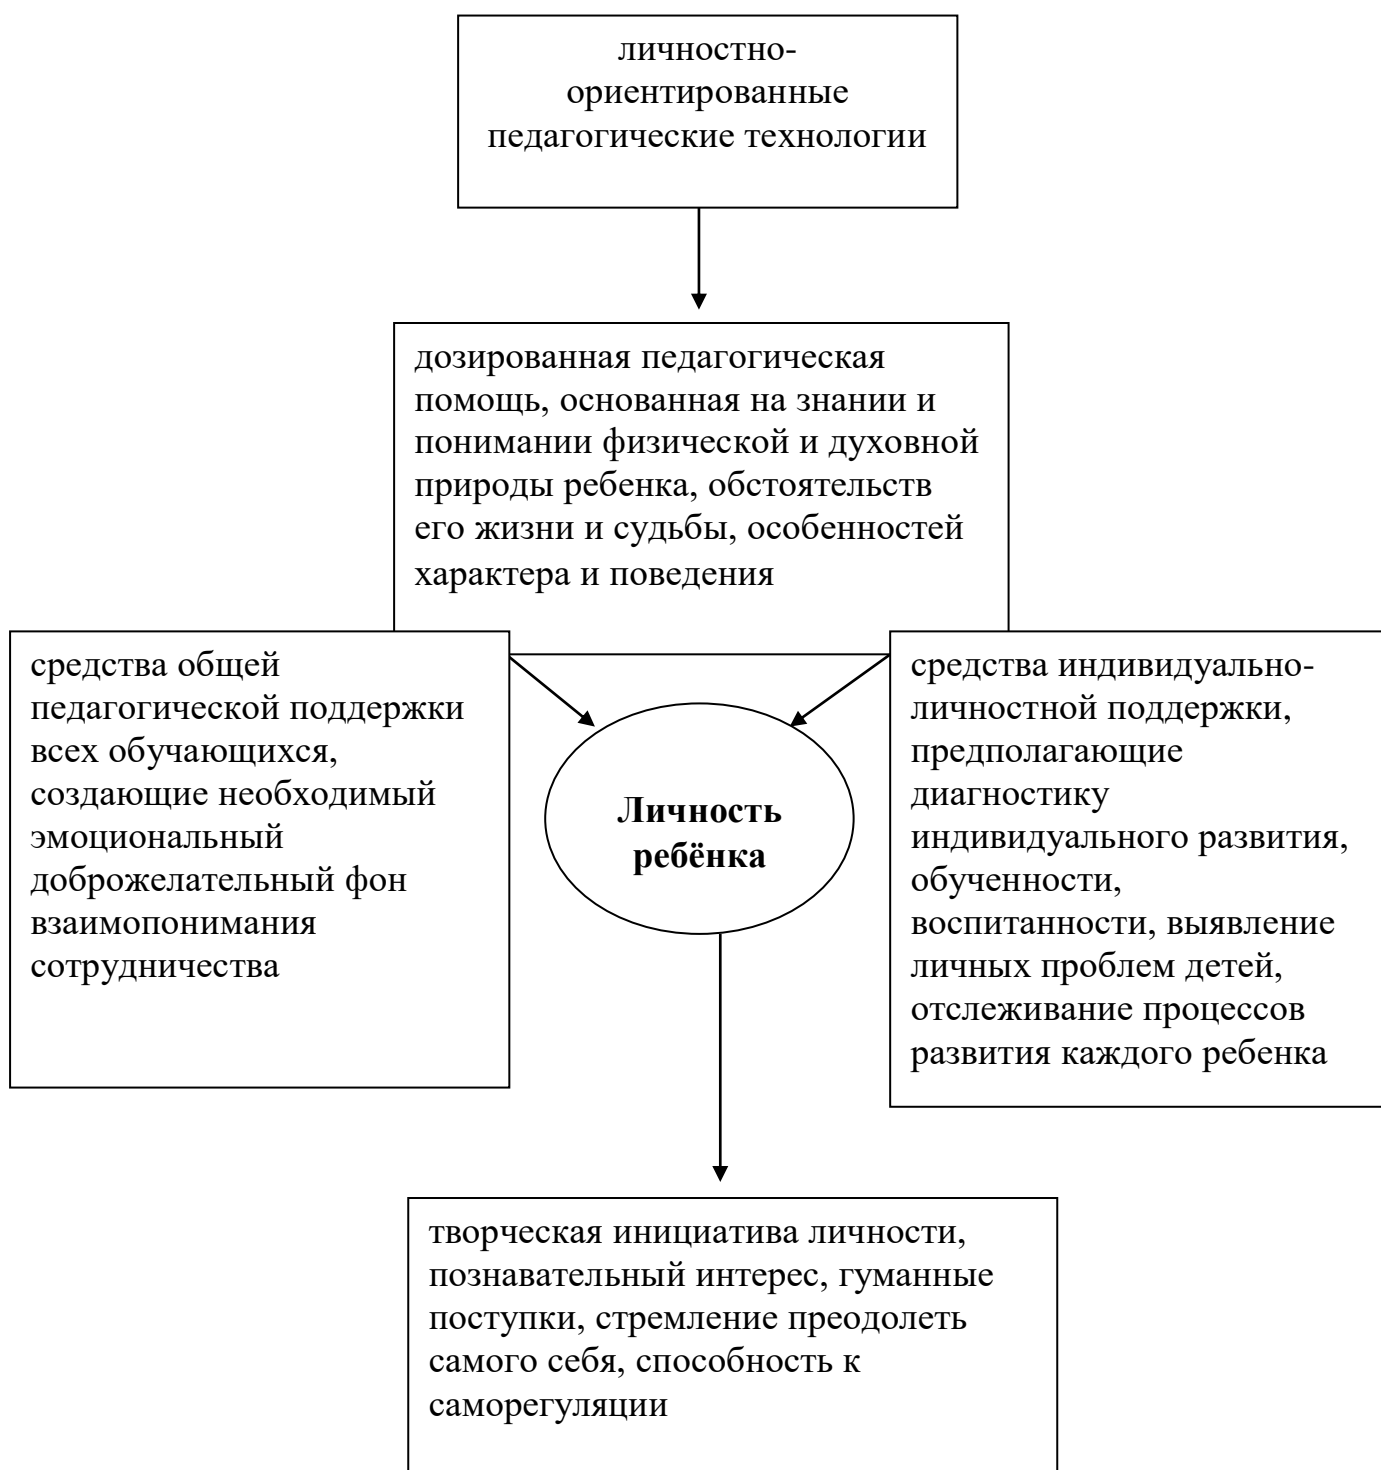 личностно-
ориентированные
педагогические технологии
дозированная педагогическая
помощь, основанная на знании и
понимании физической и духовной
природы ребенка, обстоятельств
его жизни и судьбы, особенностей
характера и поведения
средства общей
педагогической поддержки
всех обучающихся,
создающие необходимый
эмоциональный
доброжелательный фон
взаимопонимания
сотрудничества
Личность
ребёнка
средства индивидуально-
личностной поддержки,
предполагающие
диагностику
индивидуального развития,
обученности,
воспитанности, выявление
личных проблем детей,
отслеживание процессов
развития каждого ребенка
творческая инициатива личности,
познавательный интерес, гуманные
поступки, стремление преодолеть
самого себя, способность к
саморегуляции